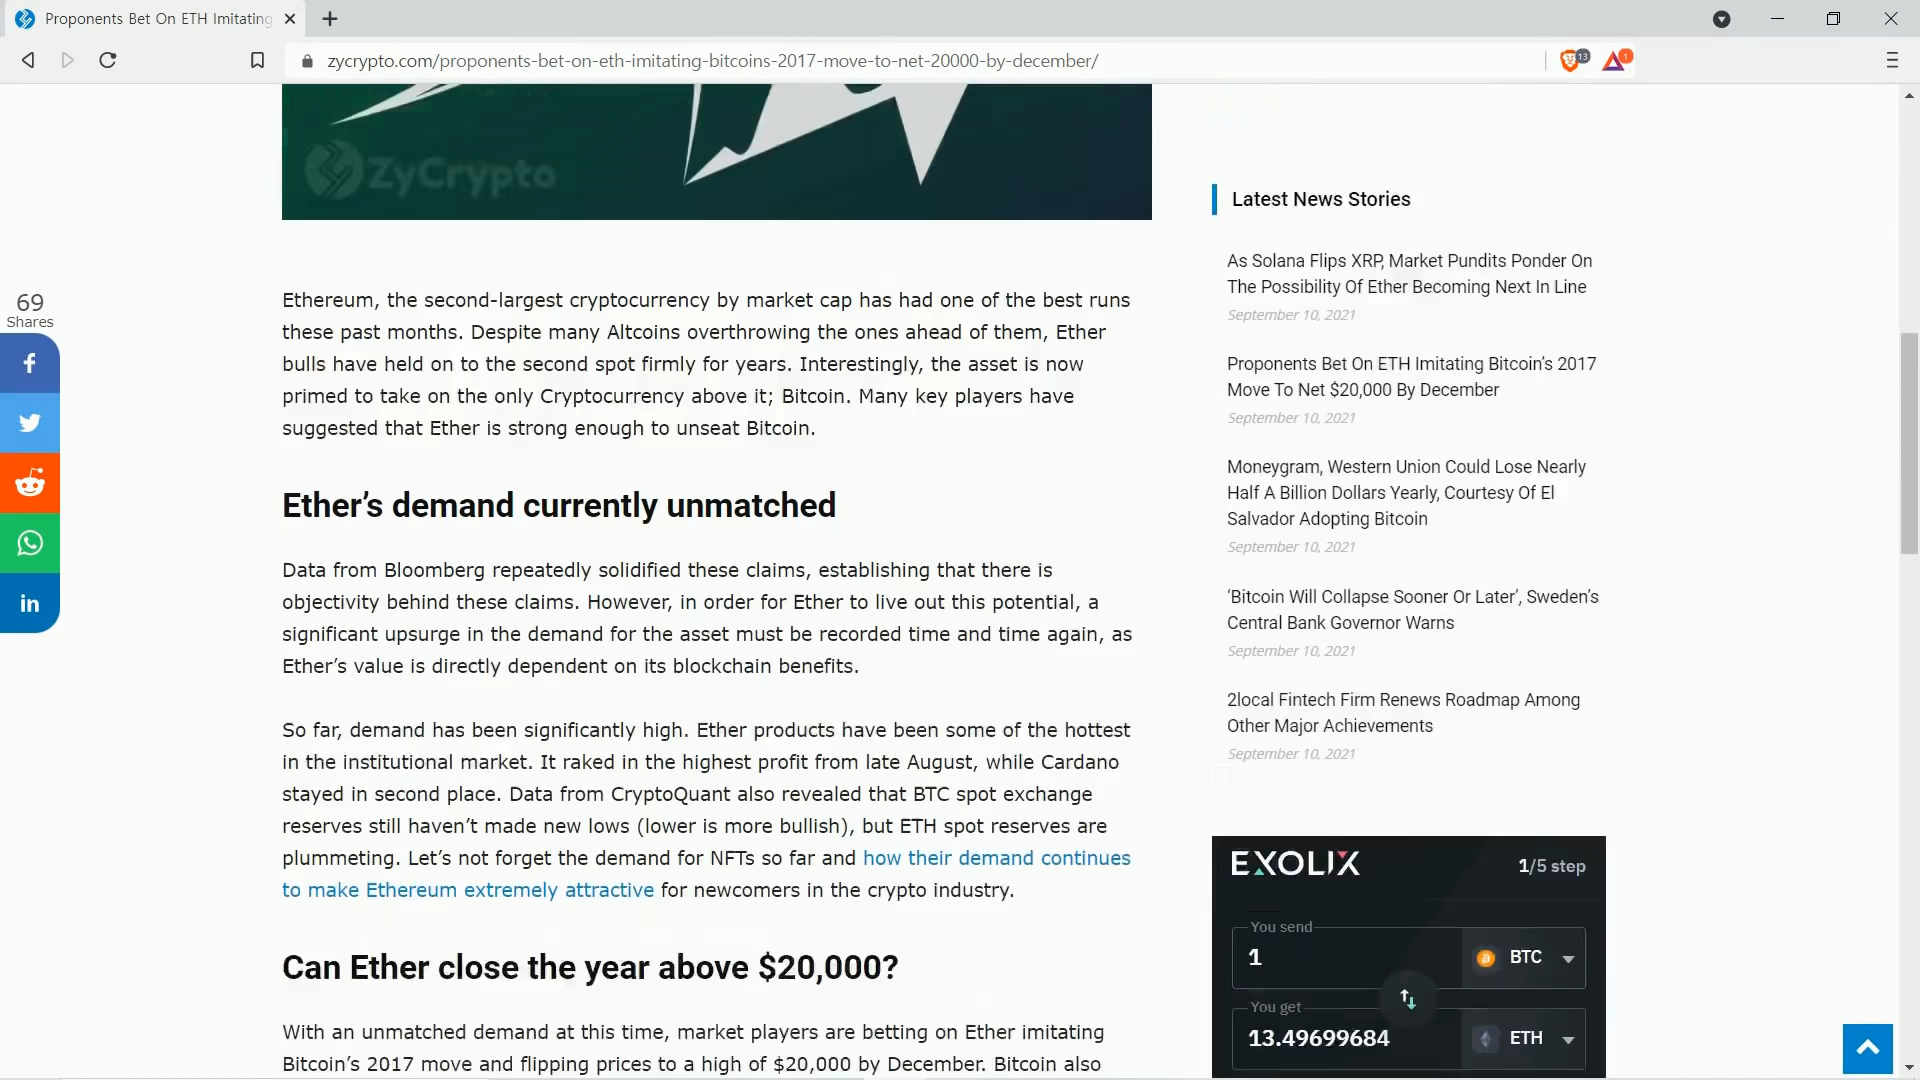 Proponents Bet On ETH Imitating
zycrypto.com/proponents-bet-on-eth-imitating-bitcoins-2017-move-to-net-20000-by-december/
13
1
ZyCrypto
69
Shares
Ethereum, the second-largest cryptocurrency by market cap has had one of the best runs
these past months. Despite many Altcoins overthrowing the ones ahead of them, Ether
bulls have held on to the second spot firmly for years. Interestingly, the asset is now
primed to take on the only Cryptocurrency above it; Bitcoin. Many key players have
suggested that Ether is strong enough to unseat Bitcoin.
Ether’s demand currently unmatched
Data from Bloomberg repeatedly solidified these claims, establishing that there is
objectivity behind these claims. However, in order for Ether to live out this potential, a
significant upsurge in the demand for the asset must be recorded time and time again, as
Ether’s value is directly dependent on its blockchain benefits.
So far, demand has been significantly high. Ether products have been some of the hottest
in the institutional market. It raked in the highest profit from late August, while Cardano
stayed in second place. Data from CryptoQuant also revealed that BTC spot exchange
reserves still haven’t made new lows (lower is more bullish), but ETH spot reserves are
plummeting. Let’s not forget the demand for NFTs so far and how their demand continues
to make Ethereum extremely attractive for newcomers in the crypto industry.
Can Ether close the year above $20,000?
With an unmatched demand at this time, market players are betting on Ether imitating
Bitcoin’s 2017 move and flipping prices to a high of $20,000 by December. Bitcoin also
Latest News Stories
As Solana Flips XRP, Market Pundits Ponder On
The Possibility Of Ether Becoming Next In Line
September 10, 2021
Proponents Bet On ETH Imitating Bitcoin’s 2017
Move To Net $20,000 By December
September 10, 2021
Moneygram, Western Union Could Lose Nearly
Half A Billion Dollars Yearly, Courtesy Of El
Salvador Adopting Bitcoin
September 10, 2021
‘Bitcoin Will Collapse Sooner Or Later’, Sweden’s
Central Bank Governor Warns
September 10, 2021
2local Fintech Firm Renews Roadmap Among
Other Major Achievements
September 10, 2021
EXOLIX
1/5 step
You send
1
BTC
You get
13.49699684
ETH